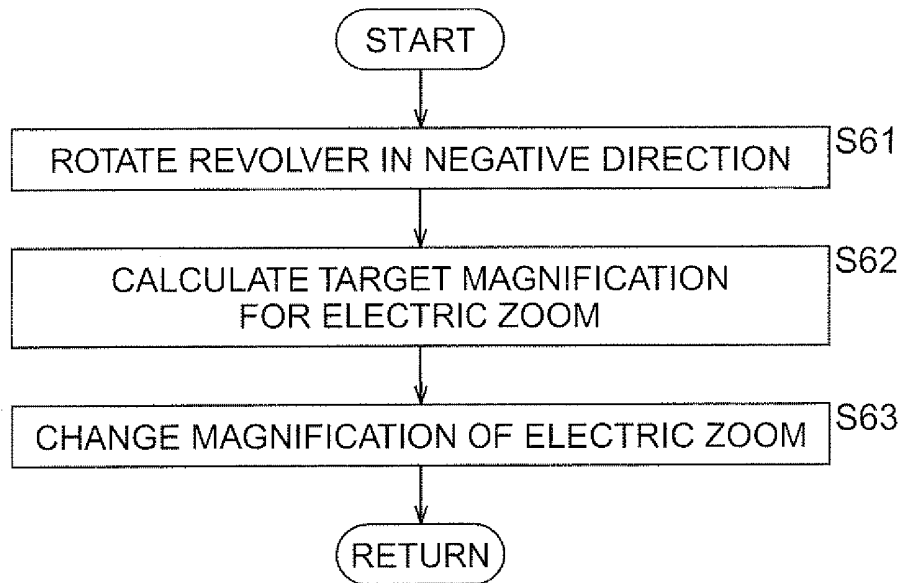 START
ROTATE REVOLVER IN NEGATIVE DIRECTION
S61
CALCULATE TARGET MAGNIFICATION
FOR ELECTRIC ZOOM
S62
CHANGE MAGNIFICATION OF ELECTRIC ZOOM
S63
RETURN